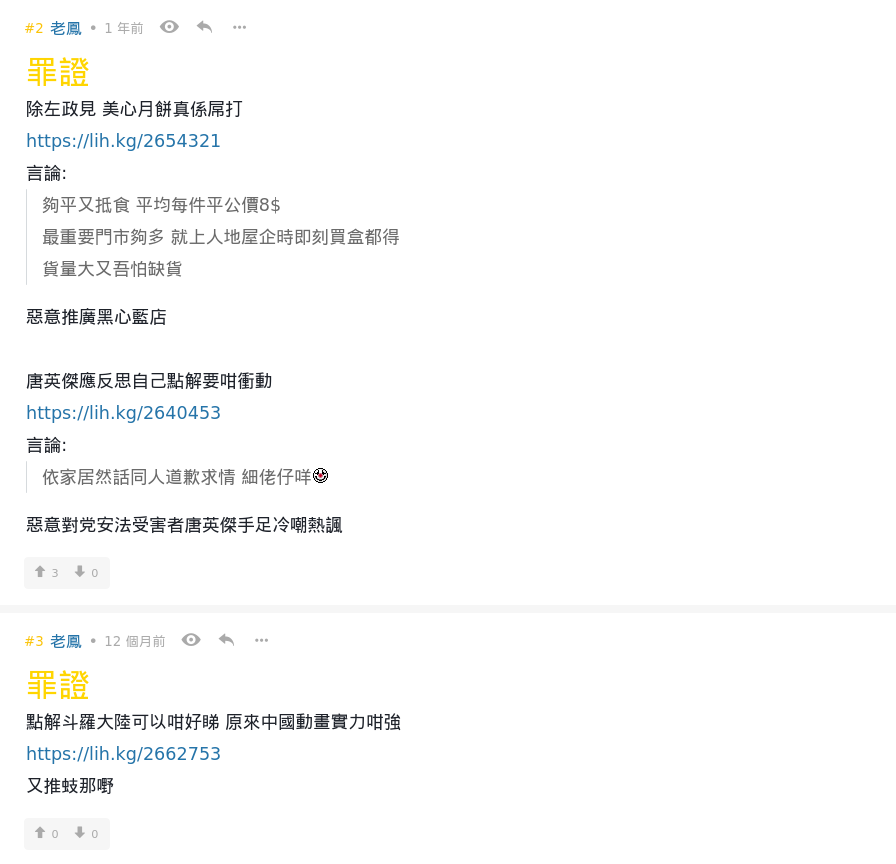 #2 老鳳 • 1 年前
罪證
除左政見 美心月餅真係屌打
https://lih.kg/2654321
言論:
夠平又抵食 平均每件平公價8$
最重要門市夠多 就上人地屋企時即刻買盒都得
貨量大又吾怕缺貨
惡意推廣黑心藍店
唐英傑應反思自己點解要咁衝動
https://lih.kg/2640453
言論:
依家居然話同人道歉求情 細佬仔咩
惡意對党安法受害者唐英傑手足冷嘲熱諷
3 0
#3 老鳳 • 12 個月前
罪證
點解斗羅大陸可以咁好睇 原來中國動畫實力咁強
https://lih.kg/2662753
又推蚑那嘢
0 0